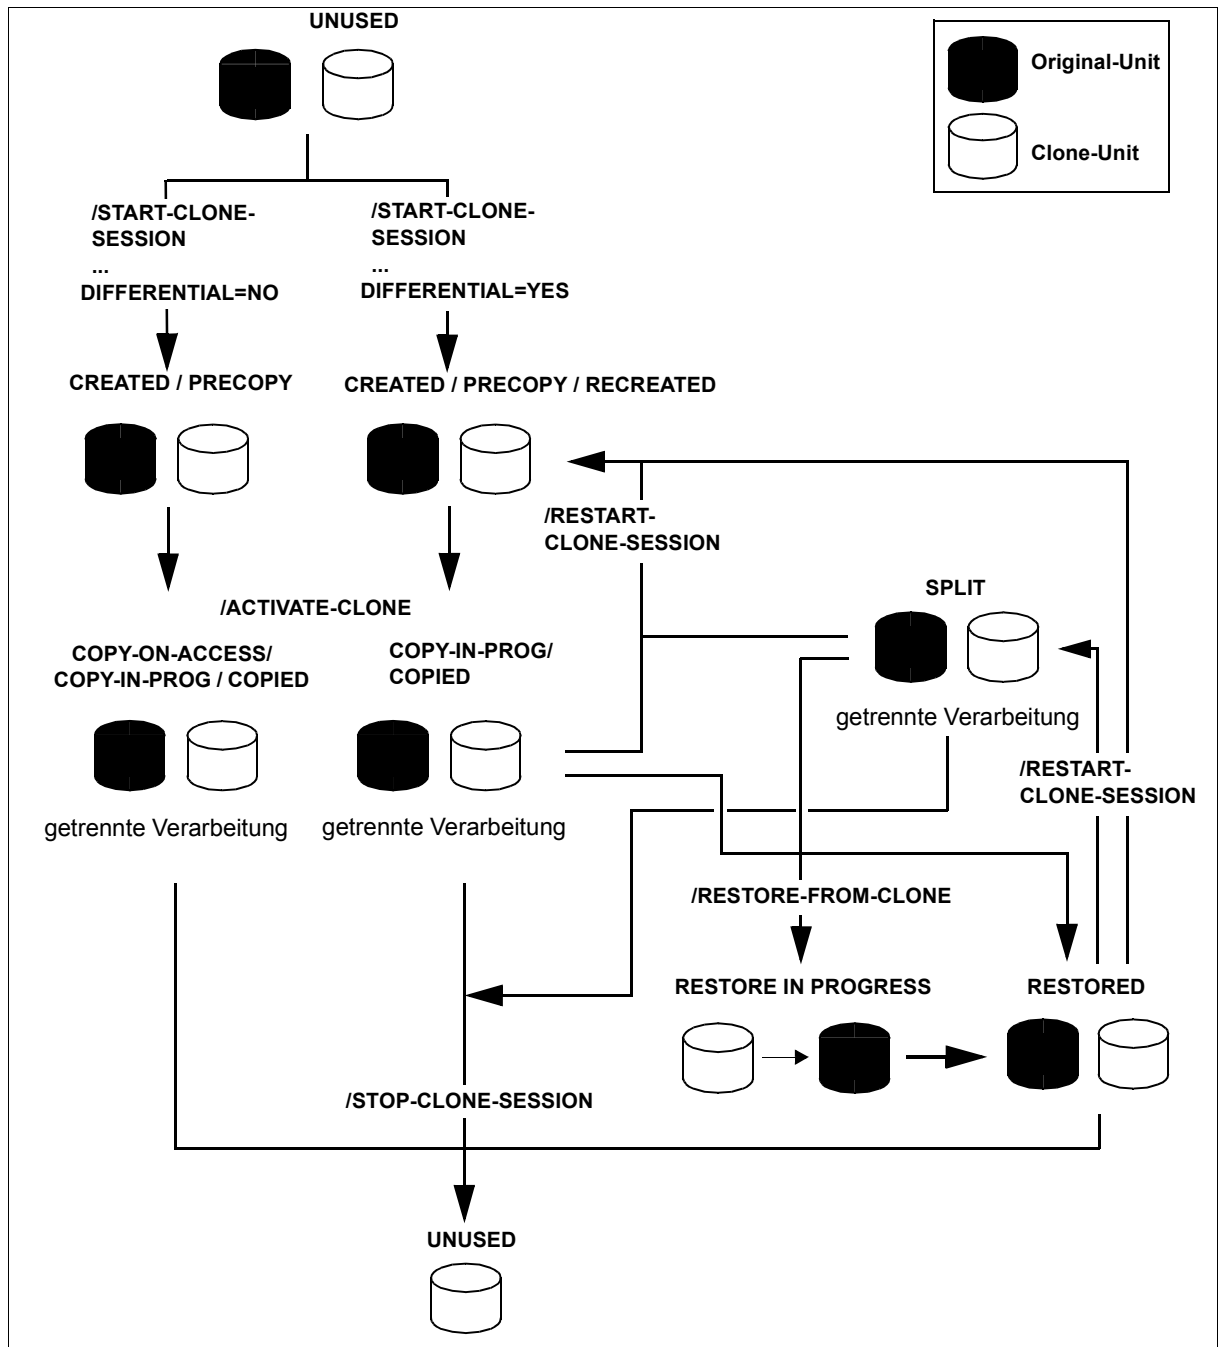 UNUSED
Original-Unit
Clone-Unit
/START-CLONE-
SESSION
...
DIFFERENTIAL=NO
/START-CLONE-
SESSION
...
DIFFERENTIAL=YES
CREATED / PRECOPY
CREATED / PRECOPY / RECREATED
/RESTART-
CLONE-SESSION
/ACTIVATE-CLONE
SPLIT
COPY-ON-ACCESS/
COPY-IN-PROG / COPIED
COPY-IN-PROG/
COPIED
getrennte Verarbeitung
/RESTART-
CLONE-SESSION
getrennte Verarbeitung
getrennte Verarbeitung
/RESTORE-FROM-CLONE
RESTORE IN PROGRESS
RESTORED
/STOP-CLONE-SESSION
UNUSED